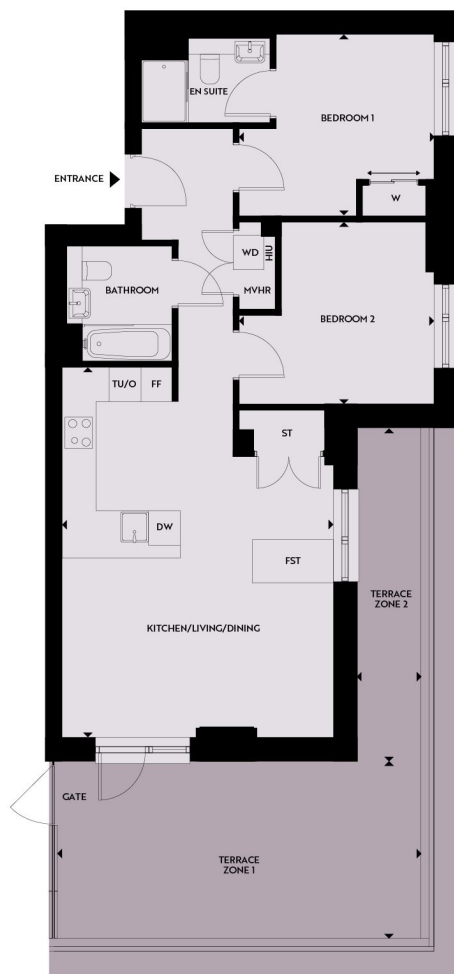 EN SUITE
BEDROOM 1
ENTRANCE
W
WD
HIU
MVHR
BATHROOM
BEDROOM 2
TU/O
FF
ST
DW
FST
TERRACE
ZONE 2
KITCHEN/LIVING/DINING
GATE
TERRACE
ZONE 1